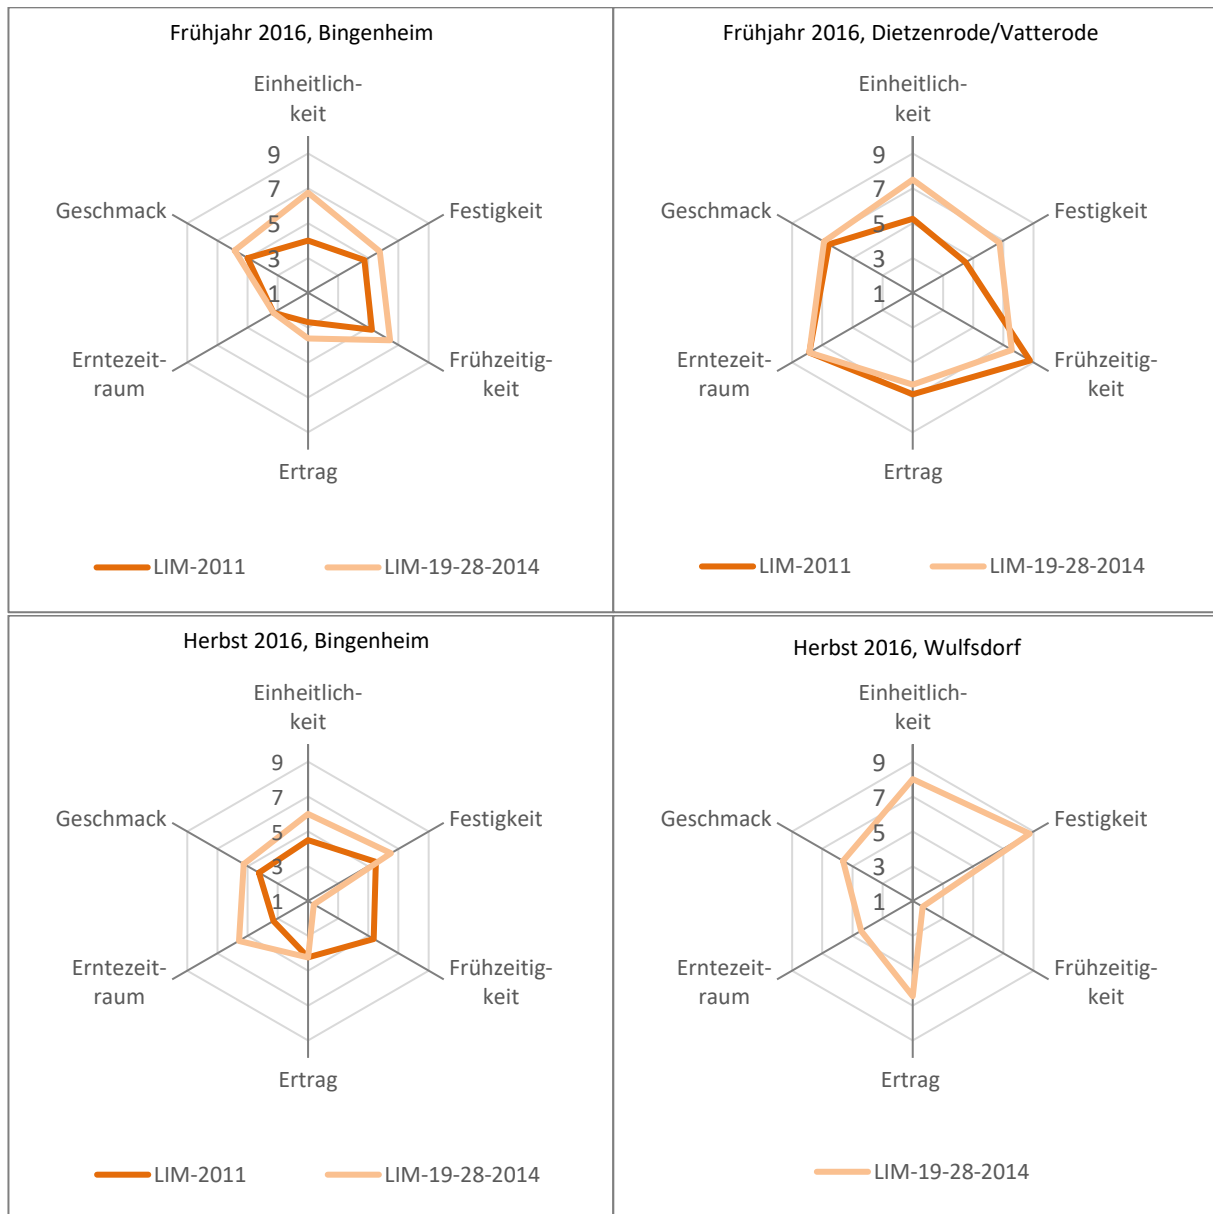 Frühjahr 2016, Bingenheim
Einheitlich-
keit
9
7
5
3
1
Geschmack
Festigkeit
Erntezeit-
raum
Frühzeitig-
keit
Ertrag
LIM-2011
LIM-19-28-2014
Frühjahr 2016, Dietzenrode/Vatterode
Einheitlich-
keit
9
7
5
3
1
Geschmack
Festigkeit
Erntezeit-
raum
Frühzeitig-
keit
Ertrag
LIM-2011
LIM-19-28-2014
Herbst 2016, Bingenheim
Einheitlich-
keit
9
7
5
3
1
Geschmack
Festigkeit
Erntezeit-
raum
Frühzeitig-
keit
Ertrag
LIM-2011
LIM-19-28-2014
Herbst 2016, Wulfsdorf
Einheitlich-
keit
9
7
5
3
1
Geschmack
Festigkeit
Erntezeit-
raum
Frühzeitig-
keit
Ertrag
LIM-19-28-2014